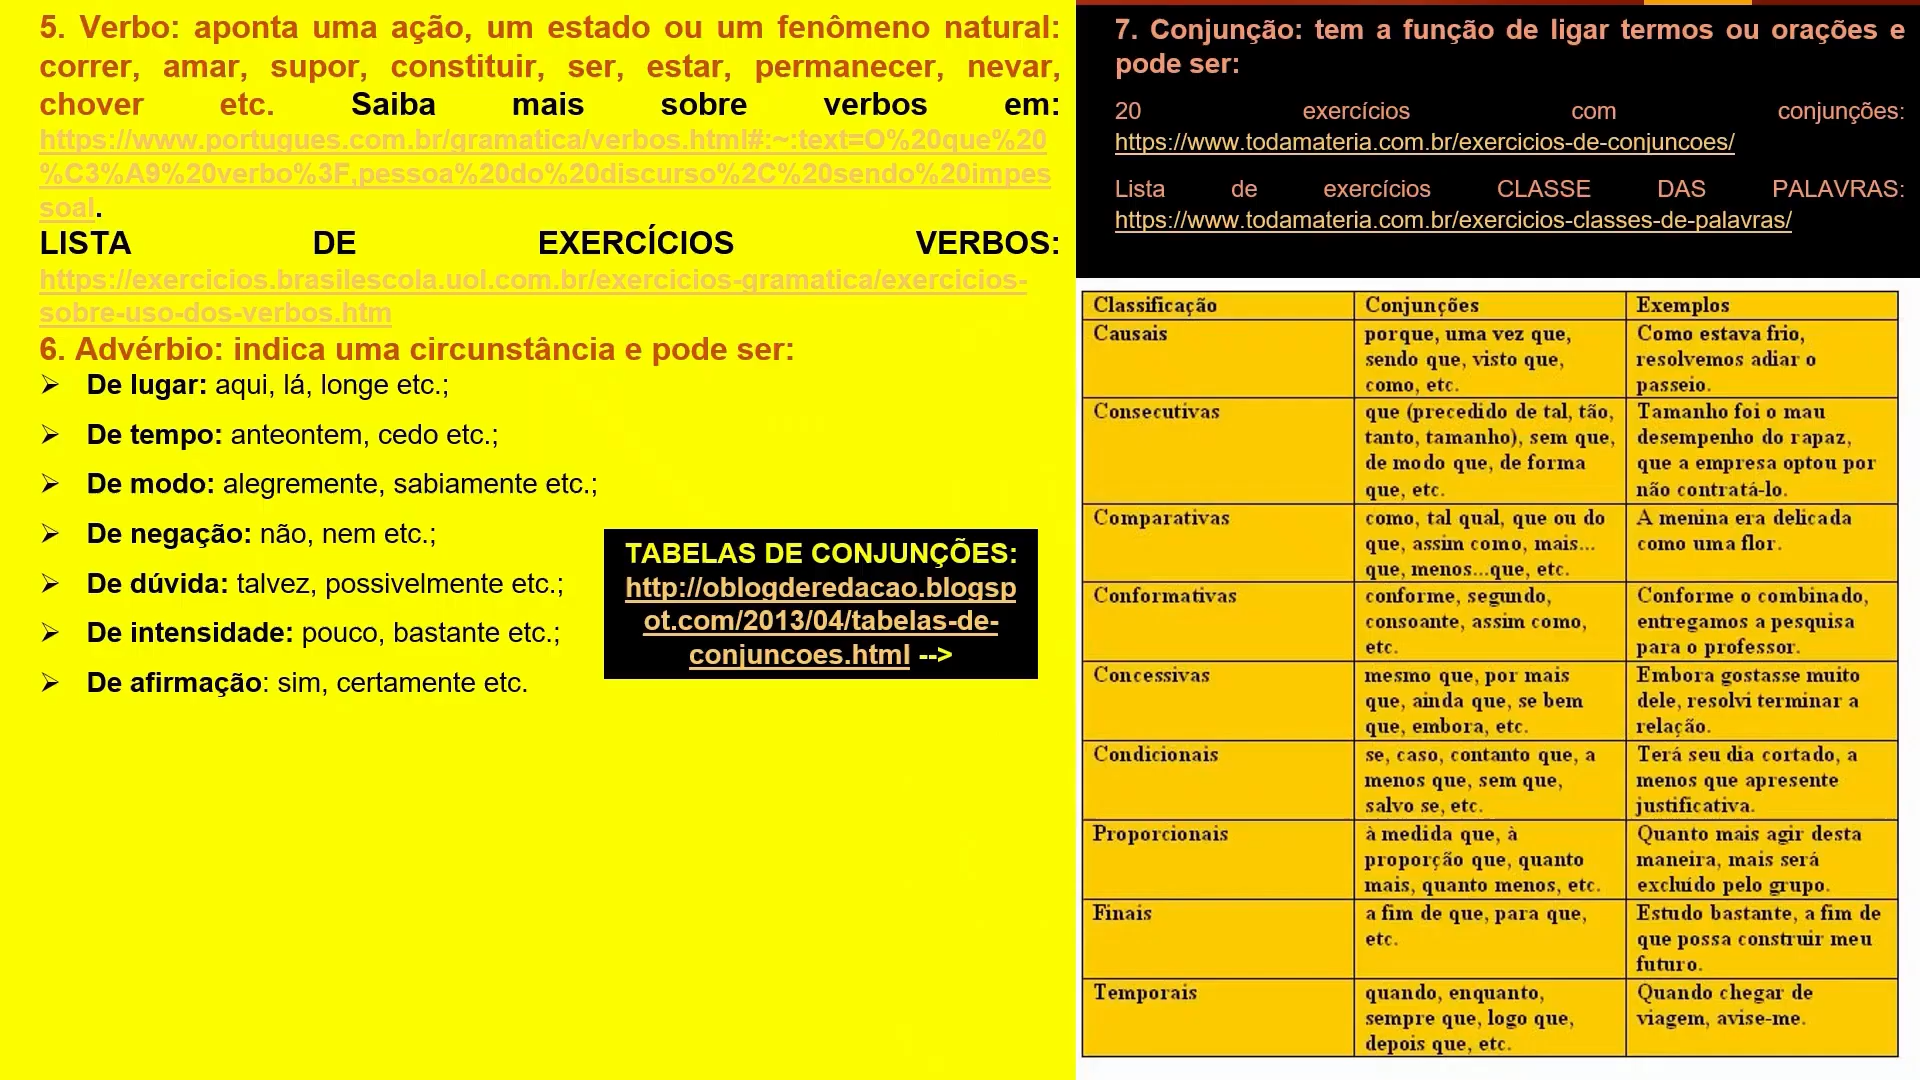 5. Verbo: aponta uma ação, um estado ou um fenômeno natural:
correr, amar, supor, constituir, ser, estar, permanecer, nevar,
chover etc. Saiba mais sobre verbos em:
https://www.portugues.com.br/gramatica/verbos.html#:~:text=O%20que%20
%C3%A9%20verbo%3F,pessoa%20do%20discurso%2C%20sendo%20impes
soal.
LISTA DE EXERCÍCIOS VERBOS:
https://exercicios.brasilescola.uol.com.br/exercicios-gramatica/exercicios-
sobre-uso-dos-verbos.htm
6. Advérbio: indica uma circunstância e pode ser:
➢ De lugar: aqui, lá, longe etc.;
➢ De tempo: anteontem, cedo etc.;
➢ De modo: alegremente, sabiamente etc.;
➢ De negação: não, nem etc.;
➢ De dúvida: talvez, possivelmente etc.;
➢ De intensidade: pouco, bastante etc.;
➢ De afirmação: sim, certamente etc.
TABELAS DE CONJUNÇÕES:
http://oblogderedacao.blogsp
ot.com/2013/04/tabelas-de-
conjuncoes.html -->
7. Conjunção: tem a função de ligar termos ou orações e
pode ser:
20 exercícios com conjunções:
https://www.todamateria.com.br/exercicios-de-conjuncoes/
Lista de exercícios CLASSE DAS PALAVRAS:
https://www.todamateria.com.br/exercicios-classes-de-palavras/
Classificação Conjunções Exemplos
Causais porque, uma vez que, Como estava frio,
sendo que, visto que, resolvemos adiar o
como, etc. passeio.
Consecutivas que (precedido de tal, tão, Tamanho foi o mau
tanto, tamanho), sem que, desempenho do rapaz,
de modo que, de forma que a empresa optou por
que, etc. não contratá-lo.
Comparativas como, tal qual, que ou do A menina era delicada
que, assim como, mais... como uma flor.
que, menos...que, etc.
Conformativas conforme, segundo, Conforme o combinado,
consoante, assim como, entregamos a pesquisa
etc. para o professor.
Concessivas mesmo que, por mais Embora gostasse muito
que, ainda que, se bem dele, resolvi terminar a
que, embora, etc. relação.
Condicionais se, caso, contanto que, a Terá seu dia cortado, a
menos que, sem que, menos que apresente
salvo se, etc. justificativa.
Proporcionais à medida que, à Quanto mais agir desta
proporção que, quanto maneira, mais será
mais, quanto menos, etc. excluído pelo grupo.
Finais a fim de que, para que, Estudo bastante, a fim de
etc. que possa construir meu
futuro.
Temporais quando, enquanto, Quando chegar de
sempre que, logo que, viagem, avise-me.
depois que, etc.